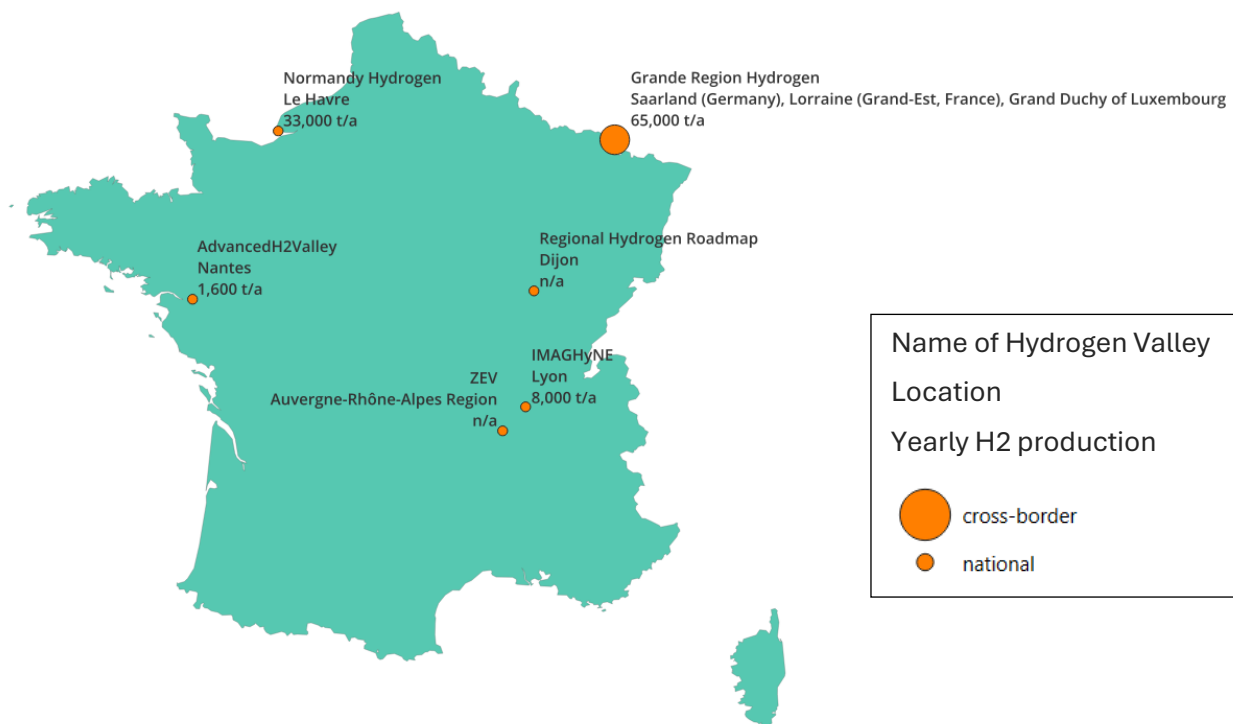 Normandy Hydrogen
Le Havre
33,000 t/a
Grande Region Hydrogen
Saarland (Germany), Lorraine (Grand-Est, France), Grand Duchy of Luxembourg
65,000 t/a
AdvancedH2Valley
Nantes
1,600 t/a
Regional Hydrogen Roadmap
Dijon
n/a
IMAGHyNE
Lyon
8,000 t/a
ZEV
Auvergne-Rhône-Alpes Region
n/a
Name of Hydrogen Valley
Location
Yearly H2 production
cross-border
national